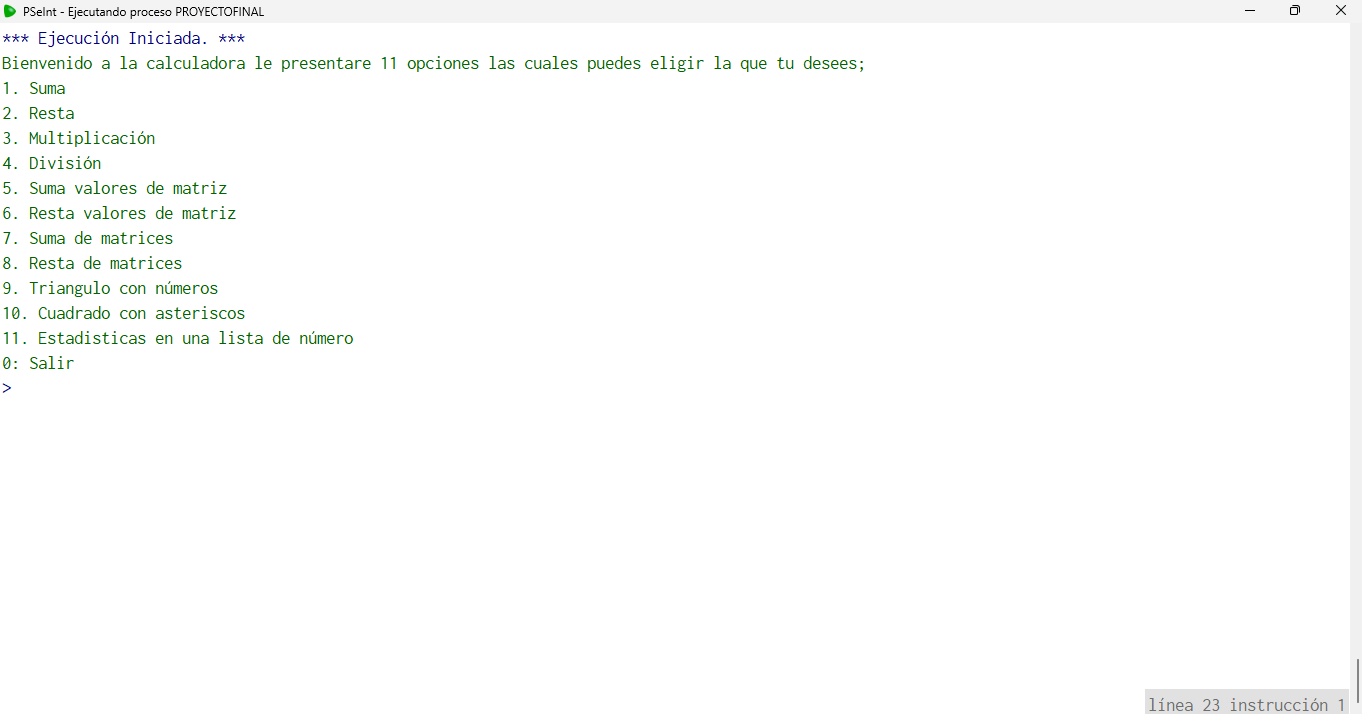 PSeInt - Ejecutando proceso PROYECTOFINAL
*** Ejecución Iniciada. ***
Bienvenido a la calculadora le presentare 11 opciones las cuales puedes eligir la que tu desees;
1. Suma
2. Resta
3. Multiplicación
4. División
5. Suma valores de matriz
6. Resta valores de matriz
7. Suma de matrices
8. Resta de matrices
9. Triangulo con números
10. Cuadrado con asteriscos
11. Estadisticas en una lista de número
0: Salir
>
línea 23 instrucción 1